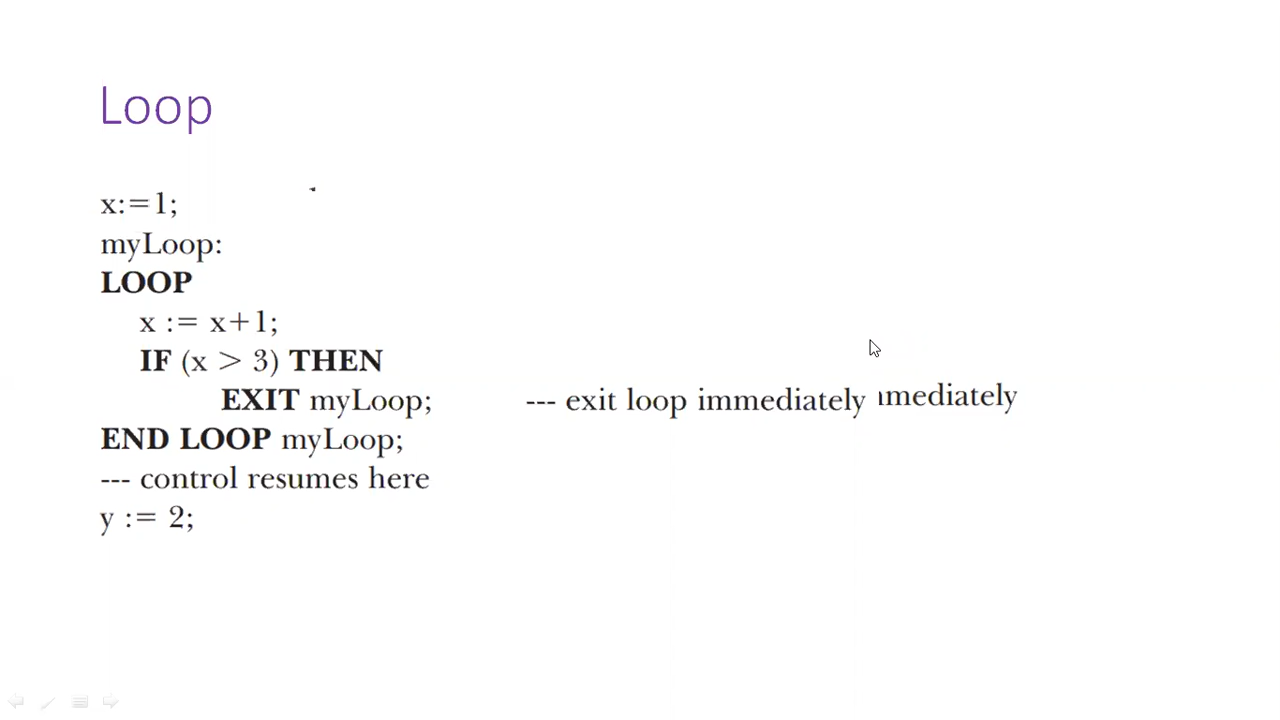 Loop
x:=1;
myLoop:
LOOP
x := x+1;
IF (x > 3) THEN
EXIT myLoop; --- exit loop immediately
END LOOP myLoop;
--- control resumes here
y := 2;